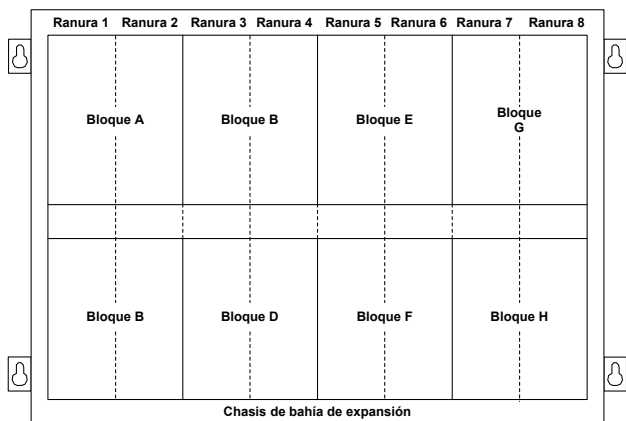 Ranura 1 Ranura 2 Ranura 3 Ranura 4 Ranura 5 Ranura 6 Ranura 7 Ranura 8
Bloque A Bloque B Bloque E Bloque
G
Bloque B Bloque D Bloque F Bloque H
Chasis de bahía de expansión